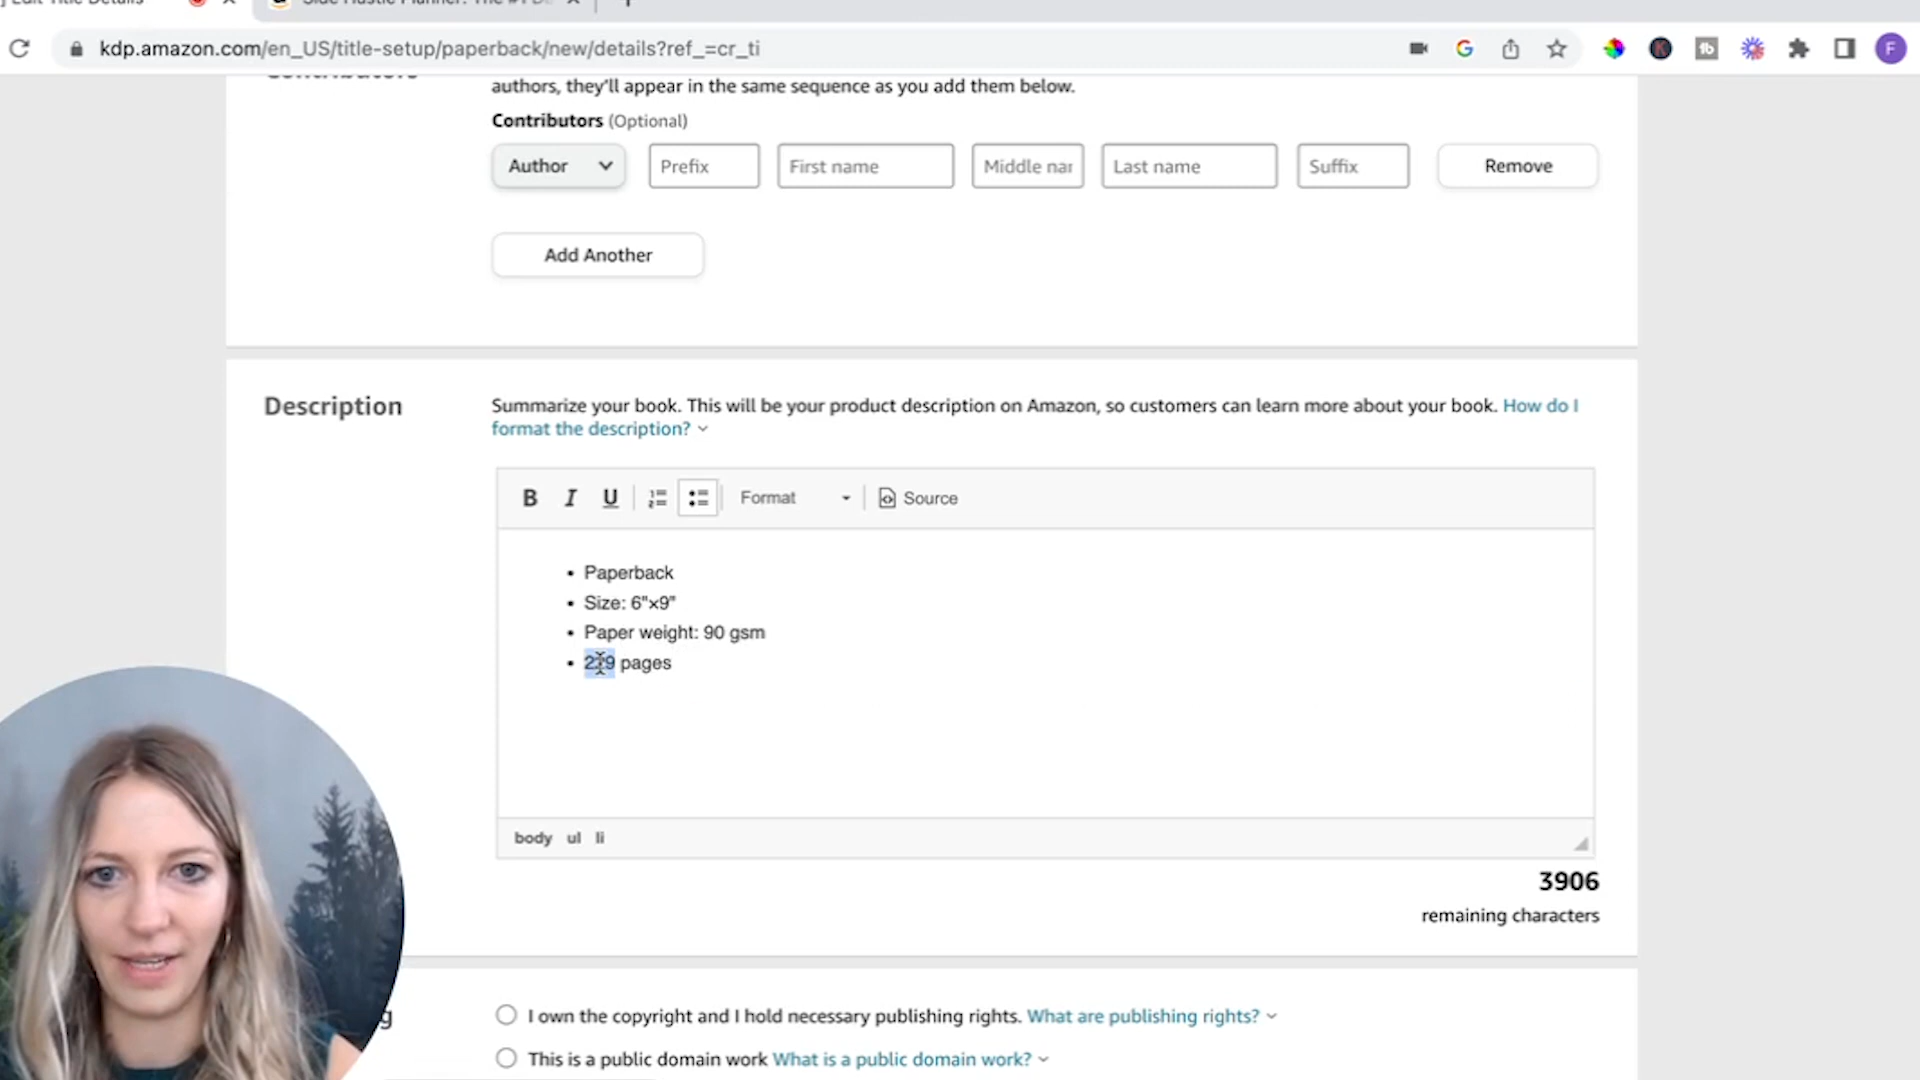 kdp.amazon.com/en_US/title-setup/paperback/new/details?ref_=cr_ti
authors, they'll appear in the same sequence as you add them below.
Contributors (Optional)
Author Prefix First name Middle nar Last name Suffix Remove
Add Another
Description
Summarize your book. This will be your product description on Amazon, so customers can learn more about your book. How do I
format the description?
B I U Format Source
• Paperback
• Size: 6"×9"
• Paper weight: 90 gsm
• pages
body ul li
3906
remaining characters
I own the copyright and I hold necessary publishing rights. What are publishing rights?
This is a public domain work What is a public domain work?